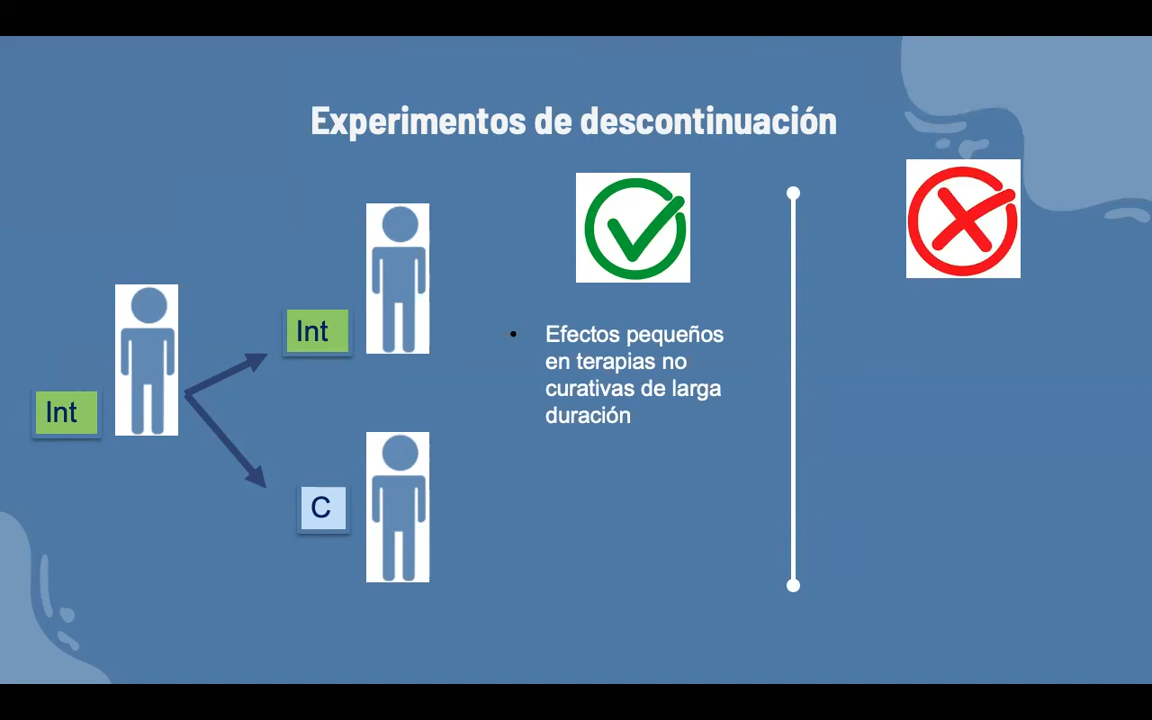 Experimentos de descontinuación
Int
Int
C
• Efectos pequeños
en terapias no
curativas de larga
duración